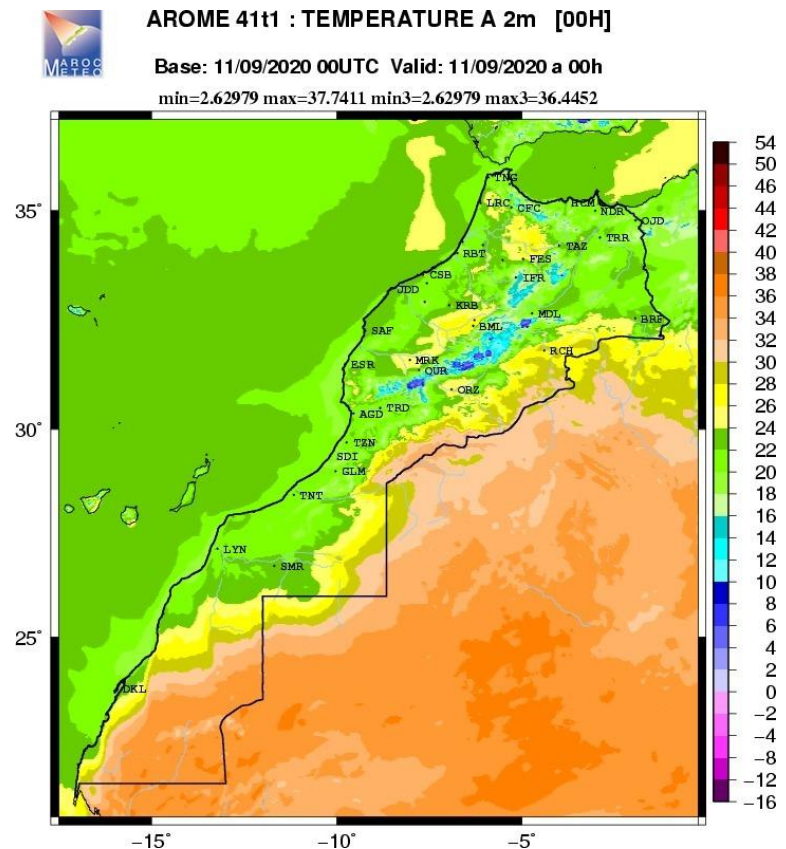 AROME 41t1 : TEMPERATURE A 2m [00H]
MAROC
METEO
Base: 11/09/2020 00UTC Valid: 11/09/2020 a 00h
min=2.62979 max=37.7411 min3=2.62979 max3=36.4452
54
50
46
44
42
40
38
36
34
32
30
28
26
24
22
20
18
16
14
12
10
8
6
4
2
0
−2
−4
−8
−12
−16
35°
30°
25°
−15°
−10°
−5°
TNG
LRC
CFC
HCM
NDR
OJD
TRR
TAZ
RBT
FES
CSB
IFR
JDD
KRB
MDL
BRF
SAF
BML
RCH
ESR
MRK
OUR
ORZ
AGD
TRD
TZN
SDI
GLM
TNT
LYN
SMR
DKL